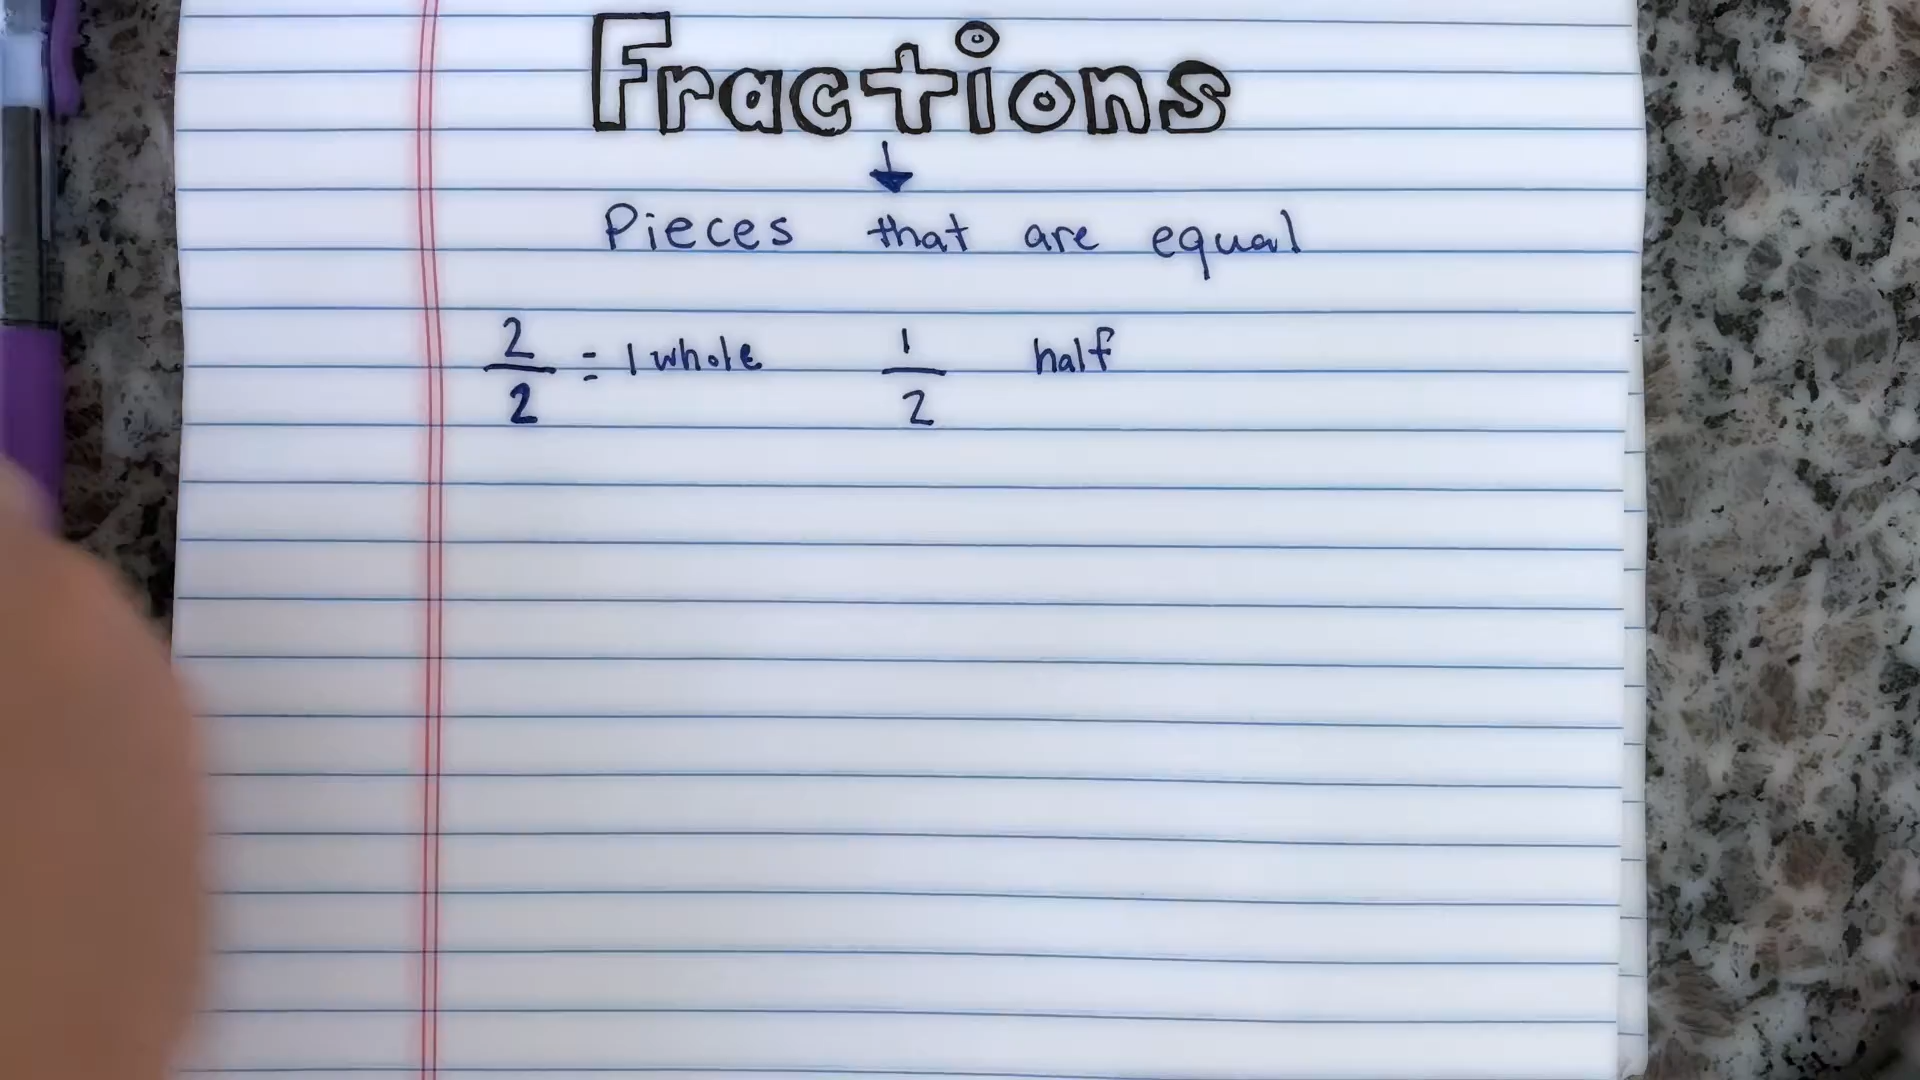 Fractions
Pieces that are equal
2/2 = 1 whole 1/2 half